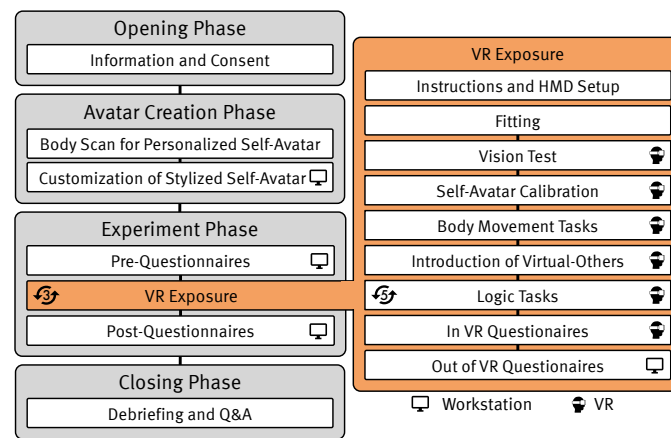 Opening Phase
Information and Consent
Avatar Creation Phase
Body Scan for Personalized Self-Avatar
Customization of Stylized Self-Avatar
Experiment Phase
Pre-Questionnaires
3 VR Exposure
Post-Questionnaires
Closing Phase
Debriefing and Q&A
VR Exposure
Instructions and HMD Setup
Fitting
Vision Test
Self-Avatar Calibration
Body Movement Tasks
Introduction of Virtual-Others
5 Logic Tasks
In VR Questionaires
Out of VR Questionaires
Workstation VR